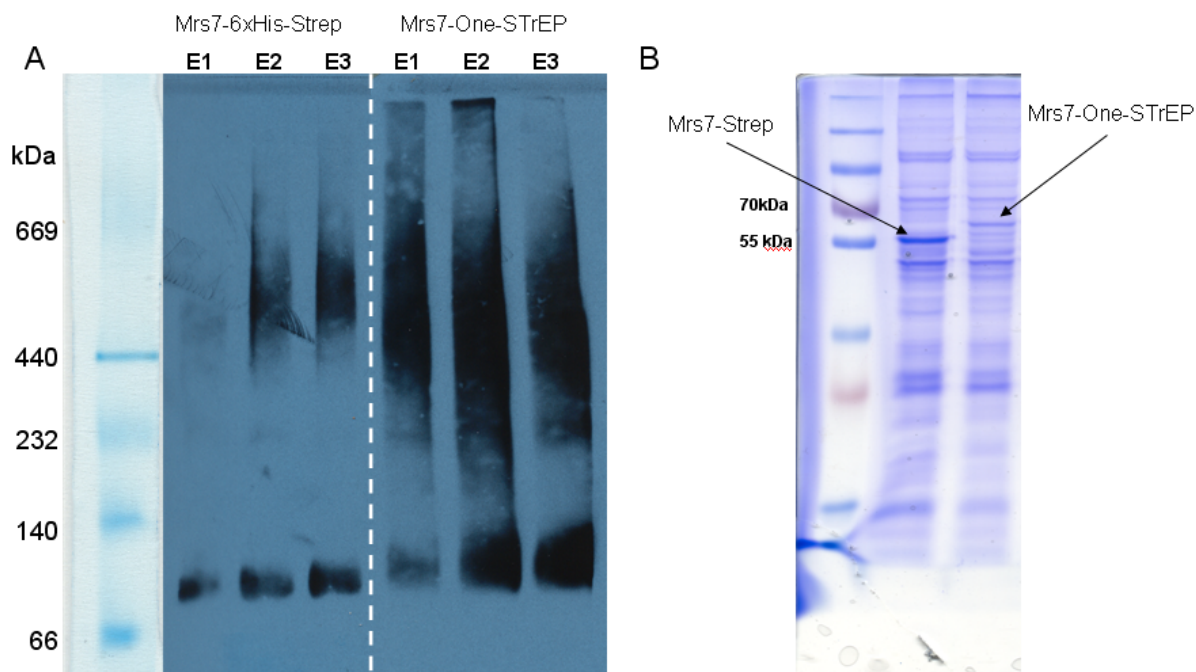 Mrs7-6xHis-Strep Mrs7-One-STrEP
A E1 E2 E3 E1 E2 E3 B
Mrs7-Strep Mrs7-One-STrEP
kDa
669
440
232
140
66
70kDa
55 kDa